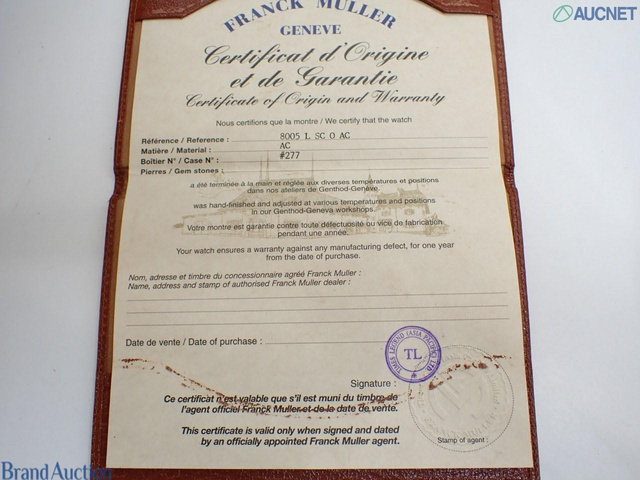 AUCNET
FRANCK MULLER
GENEVE
Certificat d'Origine
et de Garantie
Certificate of Origin and Warranty
Nous certifions que la montre / We certify that the watch
Référence / Reference : 8005 L SC O AC
Matière / Material : AC
Boîtier N° / Case N° : #277
Pierres / Gem stones :
a été terminée à la main et réglée aux diverses températures et positions
dans nos ateliers de Genthod-Genève.
was hand-finished and adjusted at various temperatures and positions
in our Genthod-Geneva workshops.
Votre montre est garantie contre toute défectuosité ou vice de fabrication
pendant une année.
Your watch ensures a warranty against any manufacturing defect, for one year
from the date of purchase.
Nom, adresse et timbre du concessionnaire agréé Franck Muller :
Name, address and stamp of authorised Franck Muller dealer :
Date de vente / Date of purchase :
TIMES LEGEND (ASIA PACIFIC) LTD
TL
Signature :
Ce certificat n'est valable que s'il est muni du timbre de
l'agent officiel Franck Muller et de la date de vente.
This certificate is valid only when signed and dated
by an officially appointed Franck Muller agent.
Stamp of agent :
Brand Auction